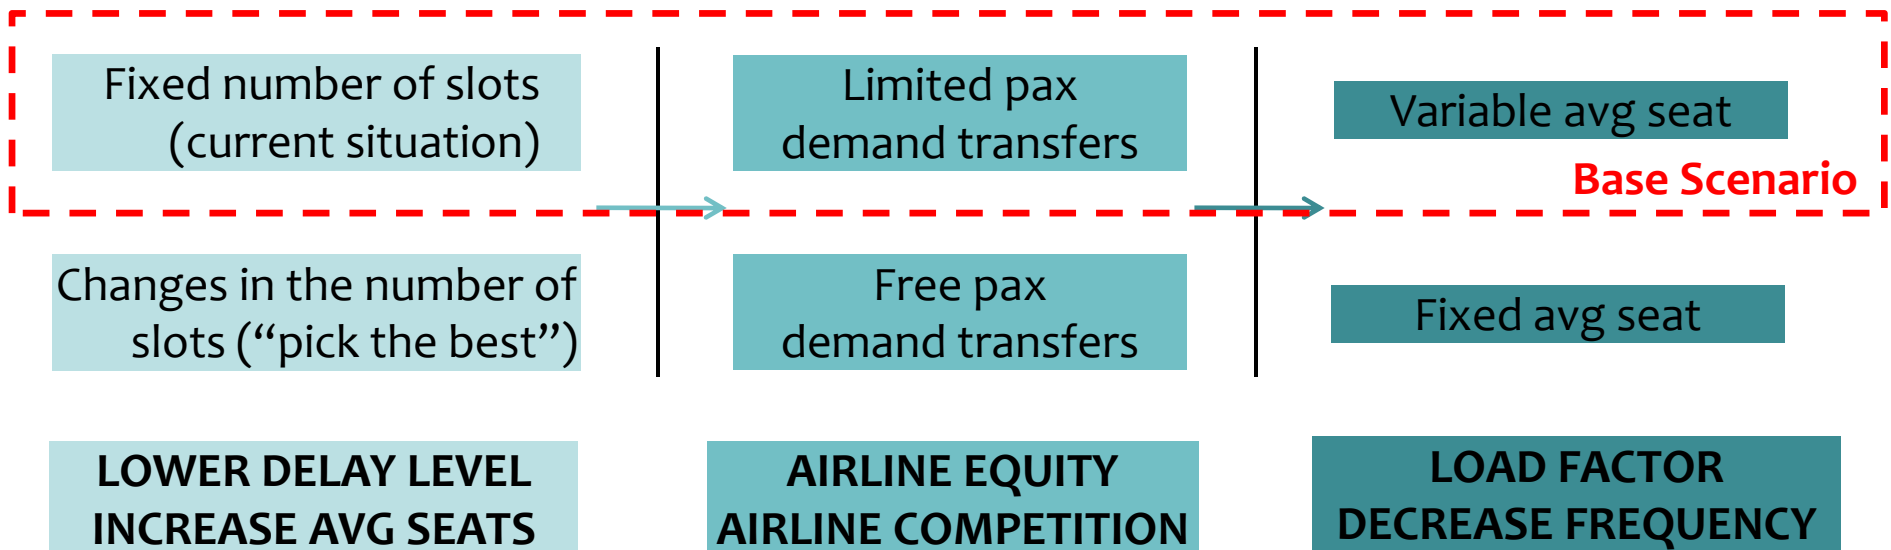 Fixed number of slots
(current situation)
Limited pax
demand transfers
Variable avg seat
Base Scenario
Changes in the number of
slots (“pick the best”)
Free pax
demand transfers
Fixed avg seat
LOWER DELAY LEVEL
INCREASE AVG SEATS
AIRLINE EQUITY
AIRLINE COMPETITION
LOAD FACTOR
DECREASE FREQUENCY